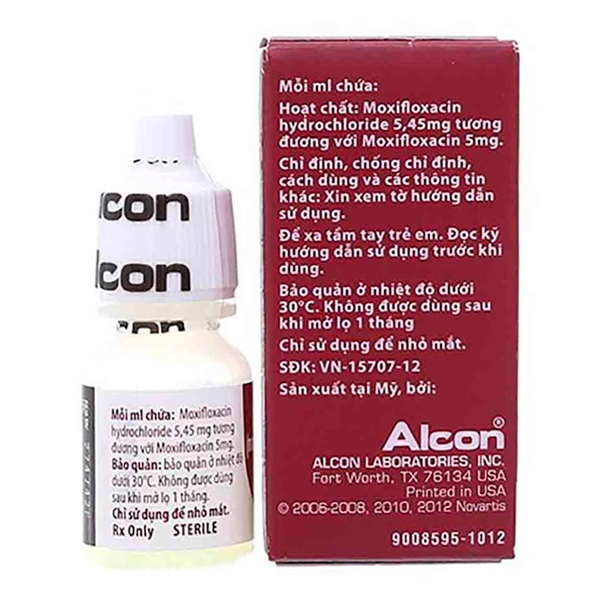 Alcon
Alcon
Alcon
Mỗi ml chứa: Moxifloxacin
hydrochloride 5,45 mg tương
đương với Moxifloxacin 5mg.
Bảo quản: bảo quản ở nhiệt độ
dưới 30°C. Không được dùng
sau khi mở lọ 1 tháng.
Chỉ sử dụng để nhỏ mắt.
Rx Only STERILE
Mỗi ml chứa:
Hoạt chất: Moxifloxacin
hydrochloride 5,45mg tương
đương với Moxifloxacin 5mg.
Chỉ định, chống chỉ định,
cách dùng và các thông tin
khác: Xin xem tờ hướng dẫn
sử dụng.
Để xa tầm tay trẻ em. Đọc kỹ
hướng dẫn sử dụng trước khi
dùng.
Bảo quản ở nhiệt độ dưới
30°C. Không được dùng sau
khi mở lọ 1 tháng
Chỉ sử dụng để nhỏ mắt.
SĐK: VN-15707-12
Sản xuất tại Mỹ, bởi:
Alcon®
ALCON LABORATORIES, INC.
Fort Worth, TX 76134 USA
Printed in USA
© 2006-2008, 2010, 2012 Novartis
9008595-1012